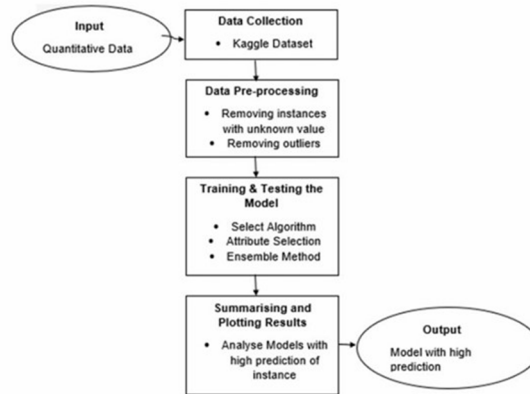 Input
Quantitative Data
Data Collection
• Kaggle Dataset
Data Pre-processing
• Removing instances
with unknown value
• Removing outliers
Training & Testing the
Model
• Select Algorithm
• Attribute Selection
• Ensemble Method
Summarising and
Plotting Results
• Analyse Models with
high prediction of
instance
Output
Model with high
prediction